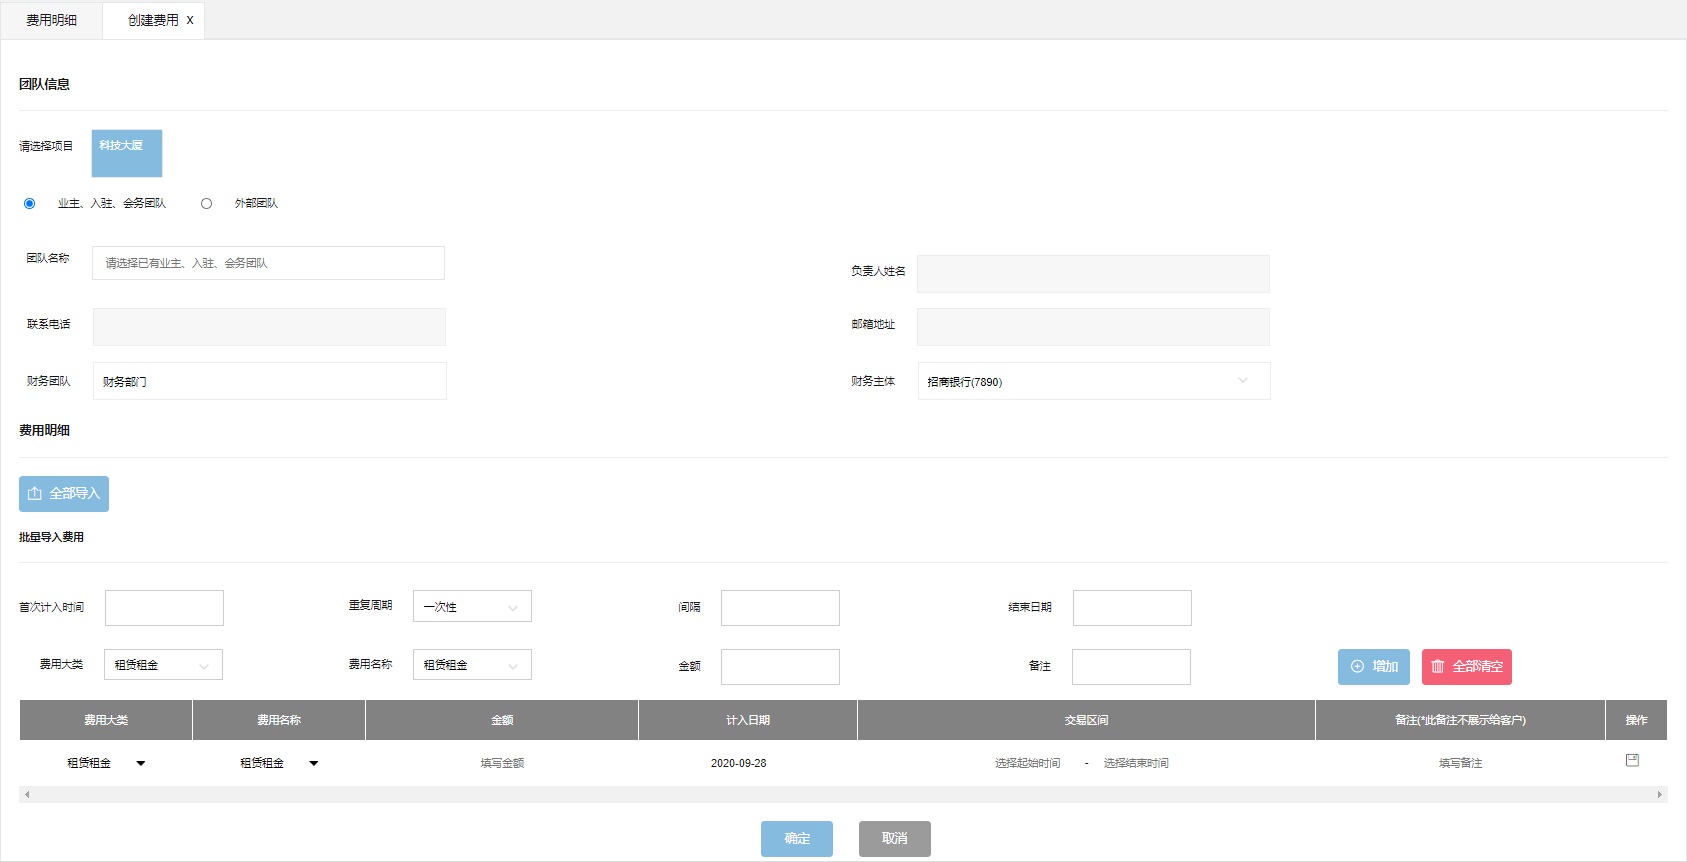 费用明细 创建费用 X
团队信息
请选择项目 科技大厦
业主、入驻、会务团队 外部团队
团队名称 请选择已有业主、入驻、会务团队 负责人姓名
联系电话 邮箱地址
财务团队 财务部门 财务主体 招商银行(7890)
费用明细
全部导入
批量导入费用
首次计入时间 重复周期 一次性 间隔 结束日期
费用大类 租赁租金 费用名称 租赁租金 金额 备注 增加 全部清空
费用大类 费用名称 金额 计入日期 交易区间 备注(*此备注不展示给客户) 操作
租赁租金 租赁租金 填写金额 2020-09-28 选择起始时间 - 选择结束时间 填写备注
确定 取消